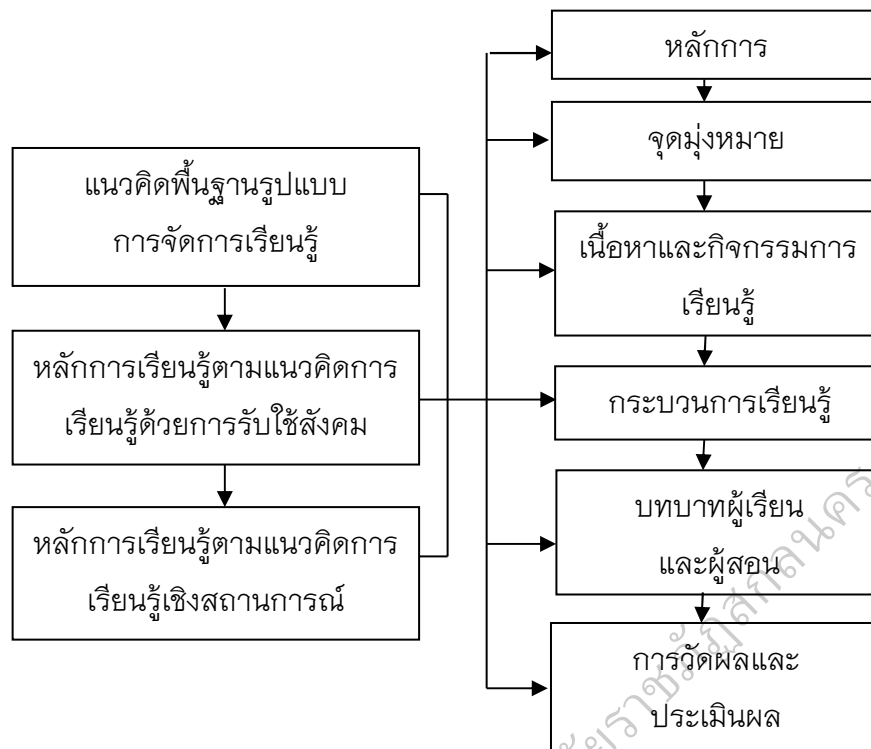 แนวคิดพื้นฐานรูปแบบ
การจัดการเรียนรู้
หลักการเรียนรู้ตามแนวคิดการ
เรียนรู้ด้วยการรับใช้สังคม
หลักการเรียนรู้ตามแนวคิดการ
เรียนรู้เชิงสถานการณ์
หลักการ
จุดมุ่งหมาย
เนื้อหาและกิจกรรมการ
เรียนรู้
กระบวนการเรียนรู้
บทบาทผู้เรียน
และผู้สอน
การวัดผลและ
ประเมินผล